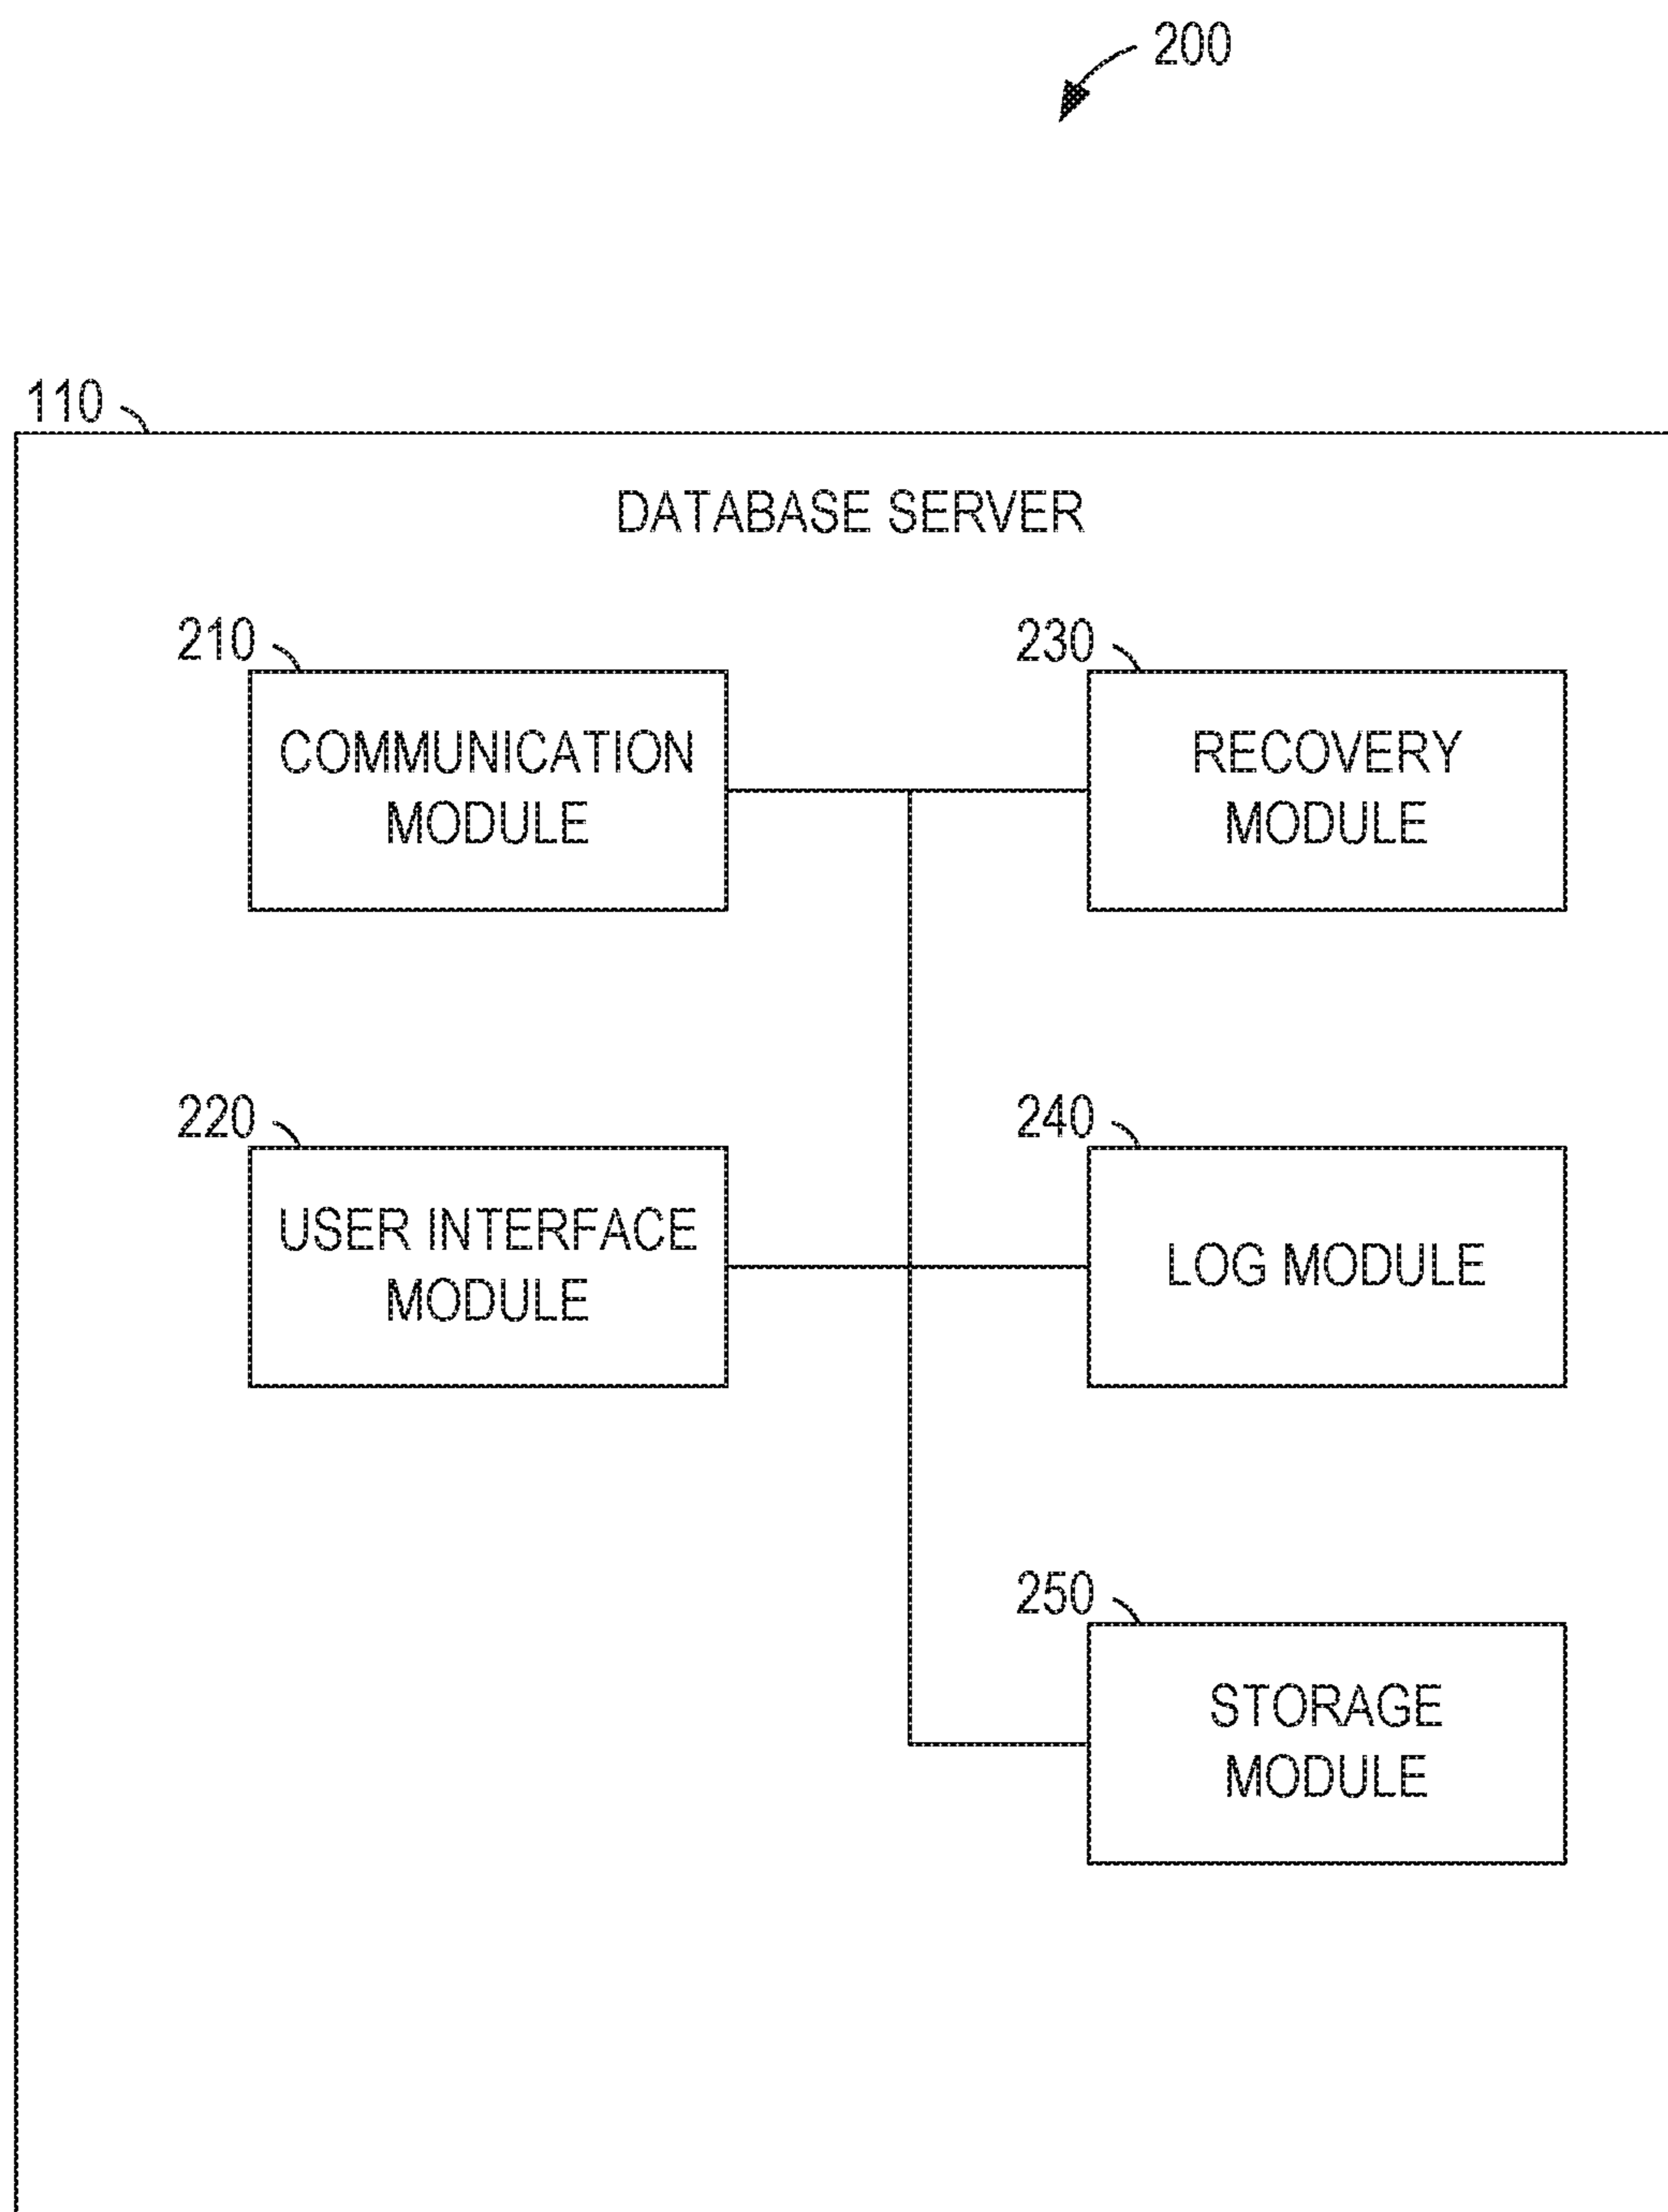 200
110
DATABASE SERVER
210
230
COMMUNICATION
MODULE
RECOVERY
MODULE
220
240
USER INTERFACE
MODULE
LOG MODULE
250
STORAGE
MODULE